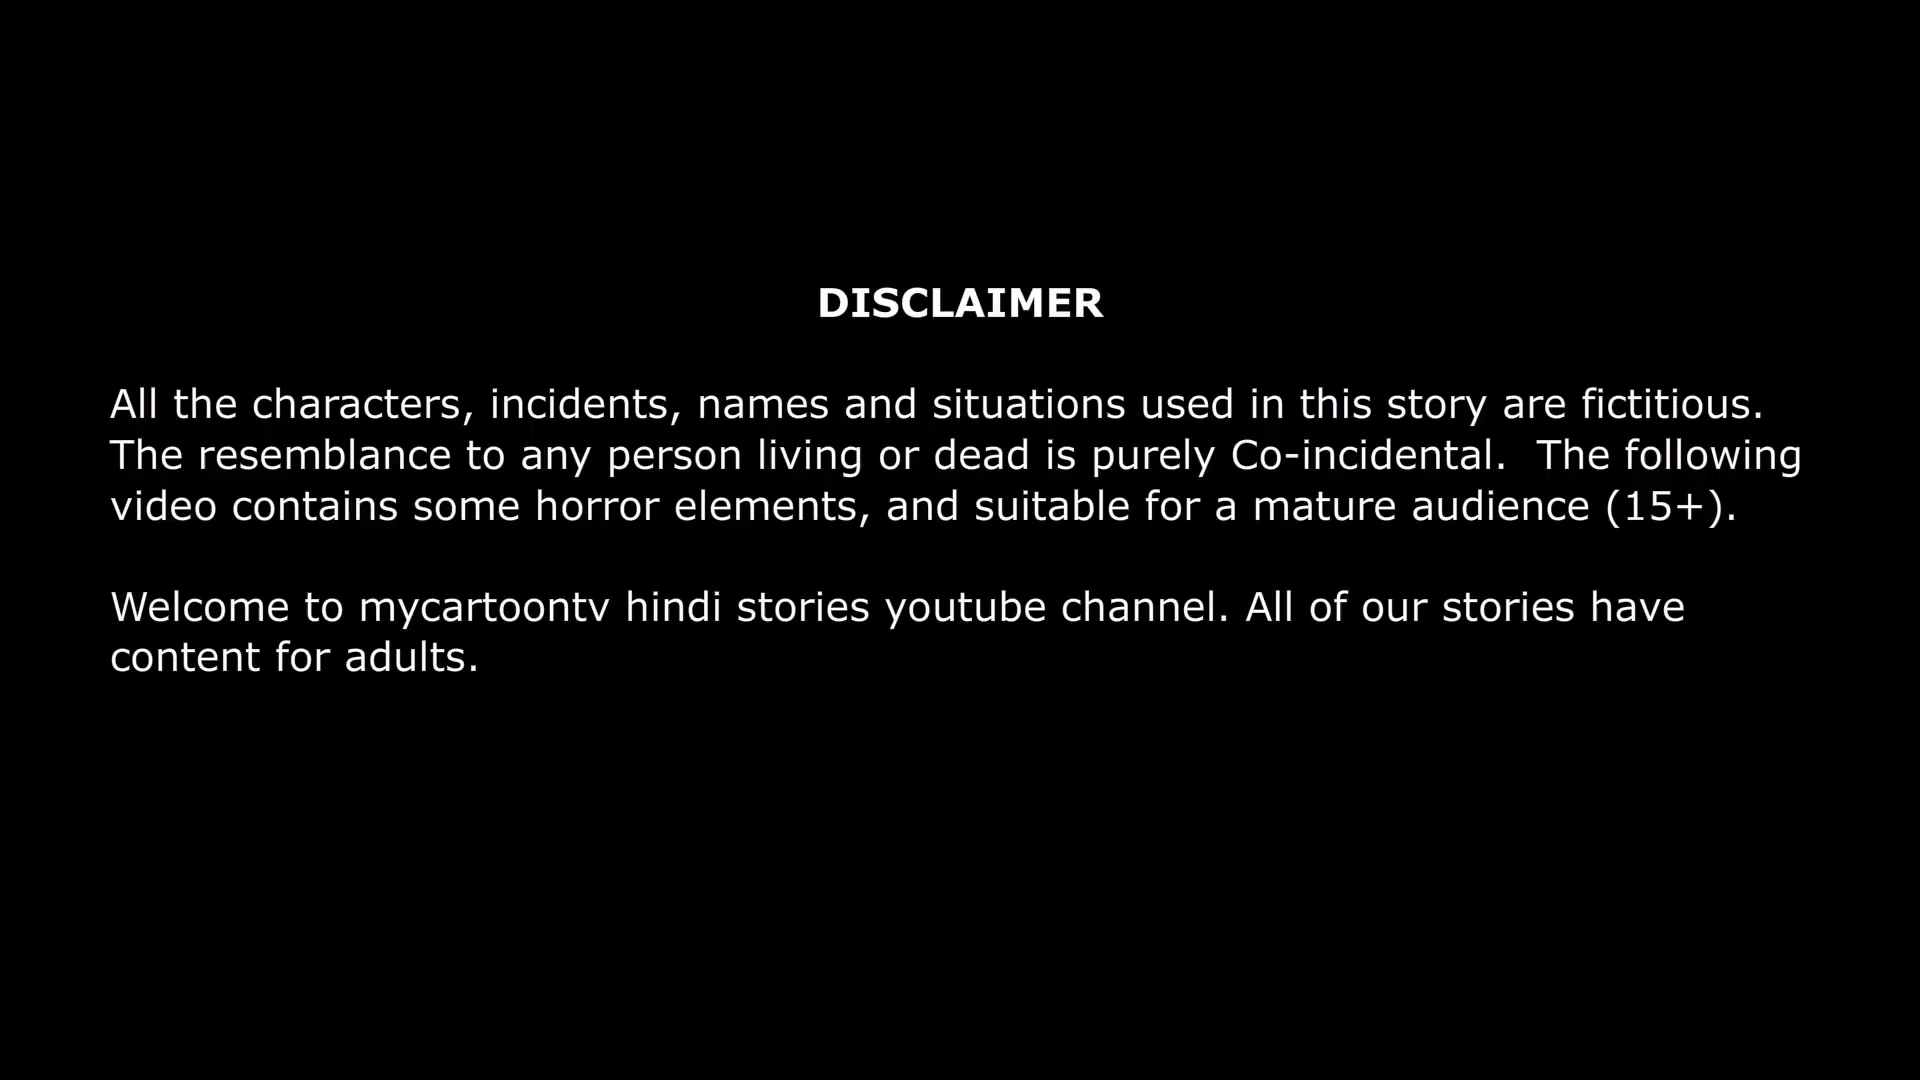 DISCLAIMER
All the characters, incidents, names and situations used in this story are fictitious.
The resemblance to any person living or dead is purely Co-incidental.  The following
video contains some horror elements, and suitable for a mature audience (15+).
Welcome to mycartoontv hindi stories youtube channel. All of our stories have
content for adults.